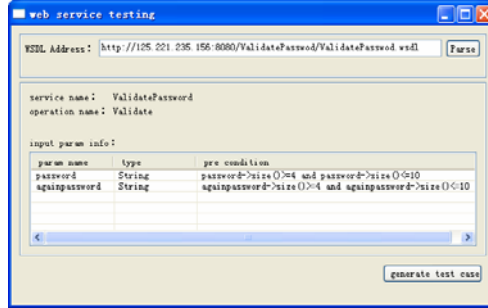 web service testing
WSDL Address: http://125.221.235.156:8080/ValidatePasswod/ValidatePasswod.wsdl Parse
service name: ValidatePassword
operation name: Validate
input param info:
param name type pre condition
password String password->size()>=4 and password->size()<=10
againpassword String againpassword->size()>=4 and againpassword->size()<=10
generate test case